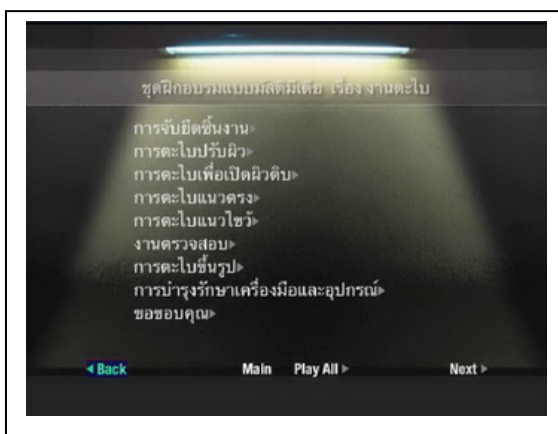 ชุดฝึกอบรมแบบมัลติมีเดีย เรื่อง งานตะไบ
การจับยึดชิ้นงาน
การตะไบปรับผิว
การตะไบเพื่อเปิดผิวดิบ
การตะไบแนวตรง
การตะไบแนวไขว้
งานตรวจสอบ
การตะไบขึ้นรูป
การบำรุงรักษาเครื่องมือและอุปกรณ์
ขอขอบคุณ
Back Main Play All Next